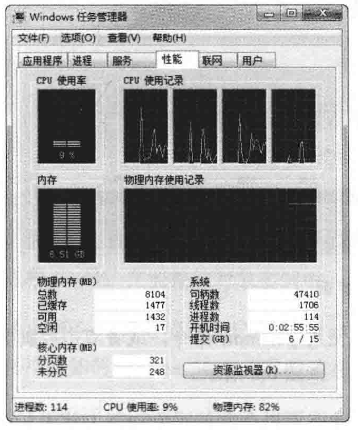 Windows 任务管理器
文件(F) 选项(O) 查看(V) 帮助(H)
应用程序 进程 服务 性能 联网 用户
CPU 使用率 CPU 使用记录
9 %
内存 物理内存使用记录
6.51 GB
物理内存(MB)
总数 8104
已缓存 1477
可用 1432
空闲 17
系统
句柄数 47410
线程数 1706
进程数 114
开机时间 0:02:55:55
提交(GB) 6 / 15
核心内存(MB)
分页数 321
未分页 248
资源监视器(R)...
进程数: 114 CPU 使用率: 9% 物理内存: 82%